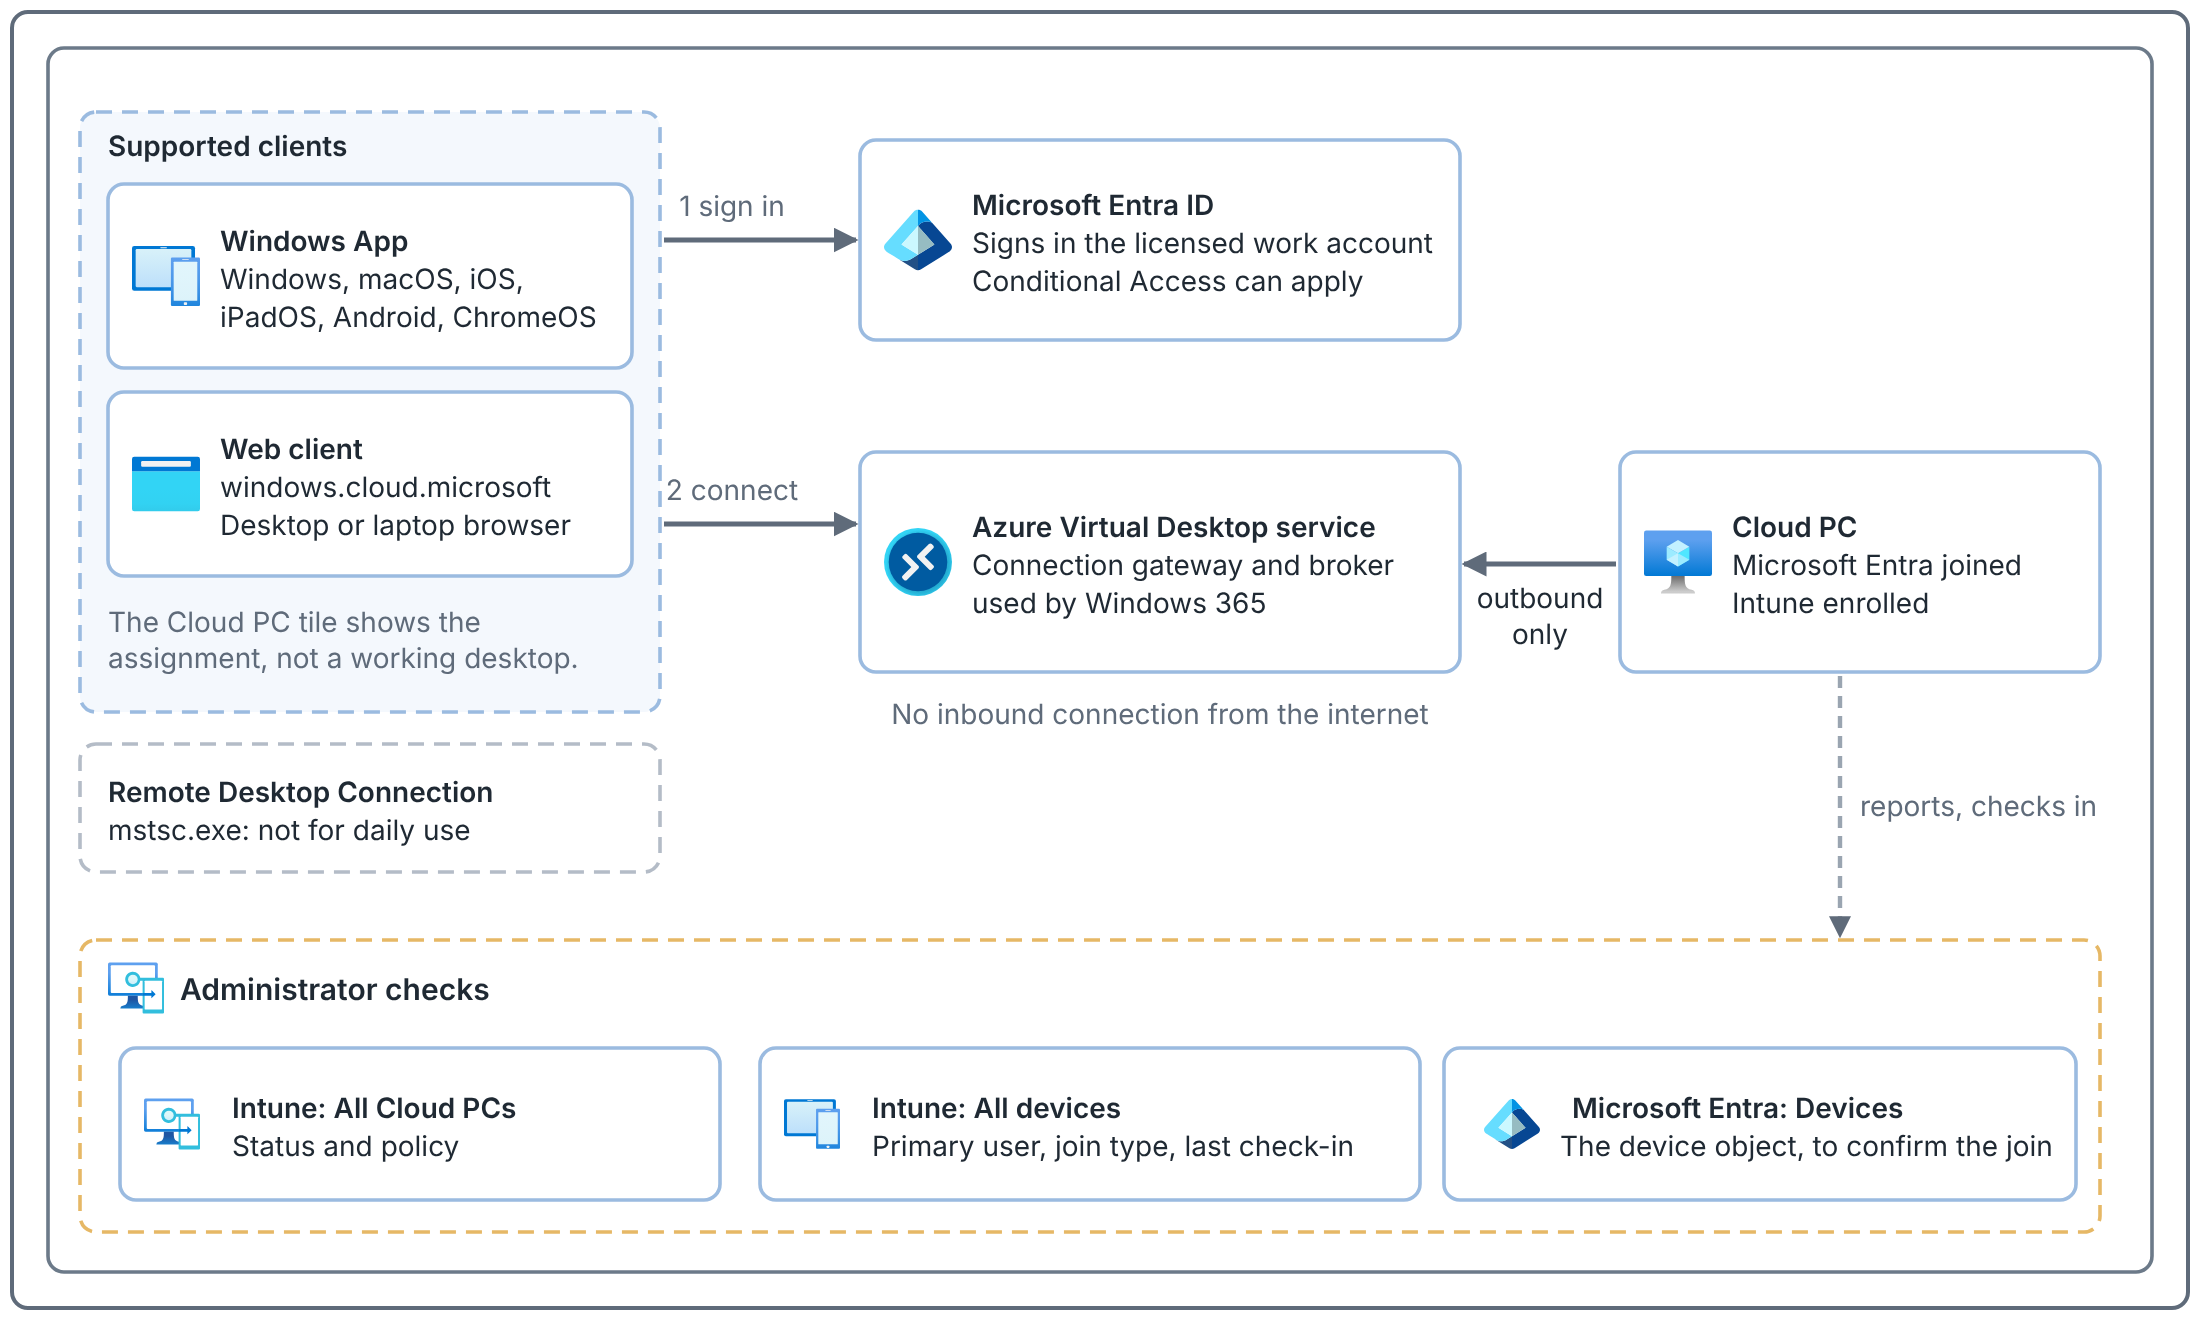 Supported clients
Windows App
Windows, macOS, iOS,
iPadOS, Android, ChromeOS
Web client
windows.cloud.microsoft
Desktop or laptop browser
The Cloud PC tile shows the
assignment, not a working desktop.
Remote Desktop Connection
mstsc.exe: not for daily use
1 sign in
2 connect
Microsoft Entra ID
Signs in the licensed work account
Conditional Access can apply
Azure Virtual Desktop service
Connection gateway and broker
used by Windows 365
No inbound connection from the internet
outbound
only
Cloud PC
Microsoft Entra joined
Intune enrolled
reports, checks in
Administrator checks
Intune: All Cloud PCs
Status and policy
Intune: All devices
Primary user, join type, last check-in
Microsoft Entra: Devices
The device object, to confirm the join